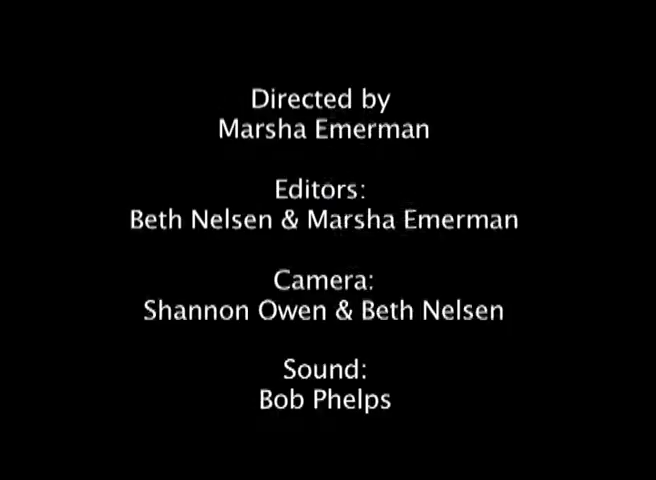 Directed by
Marsha Emerman
Editors:
Beth Nelsen & Marsha Emerman
Camera:
Shannon Owen & Beth Nelsen
Sound:
Bob Phelps